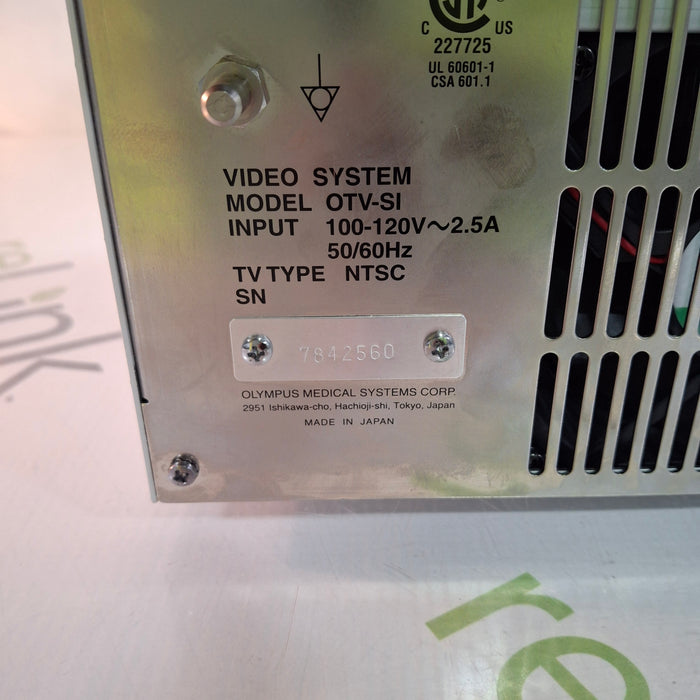 C US
227725
UL 60601-1
CSA 601.1
VIDEO SYSTEM
MODEL OTV-SI
INPUT 100-120V～2.5A
50/60Hz
TV TYPE NTSC
SN
7842560
OLYMPUS MEDICAL SYSTEMS CORP.
2951 Ishikawa-cho, Hachioji-shi, Tokyo, Japan
MADE IN JAPAN
link.
re